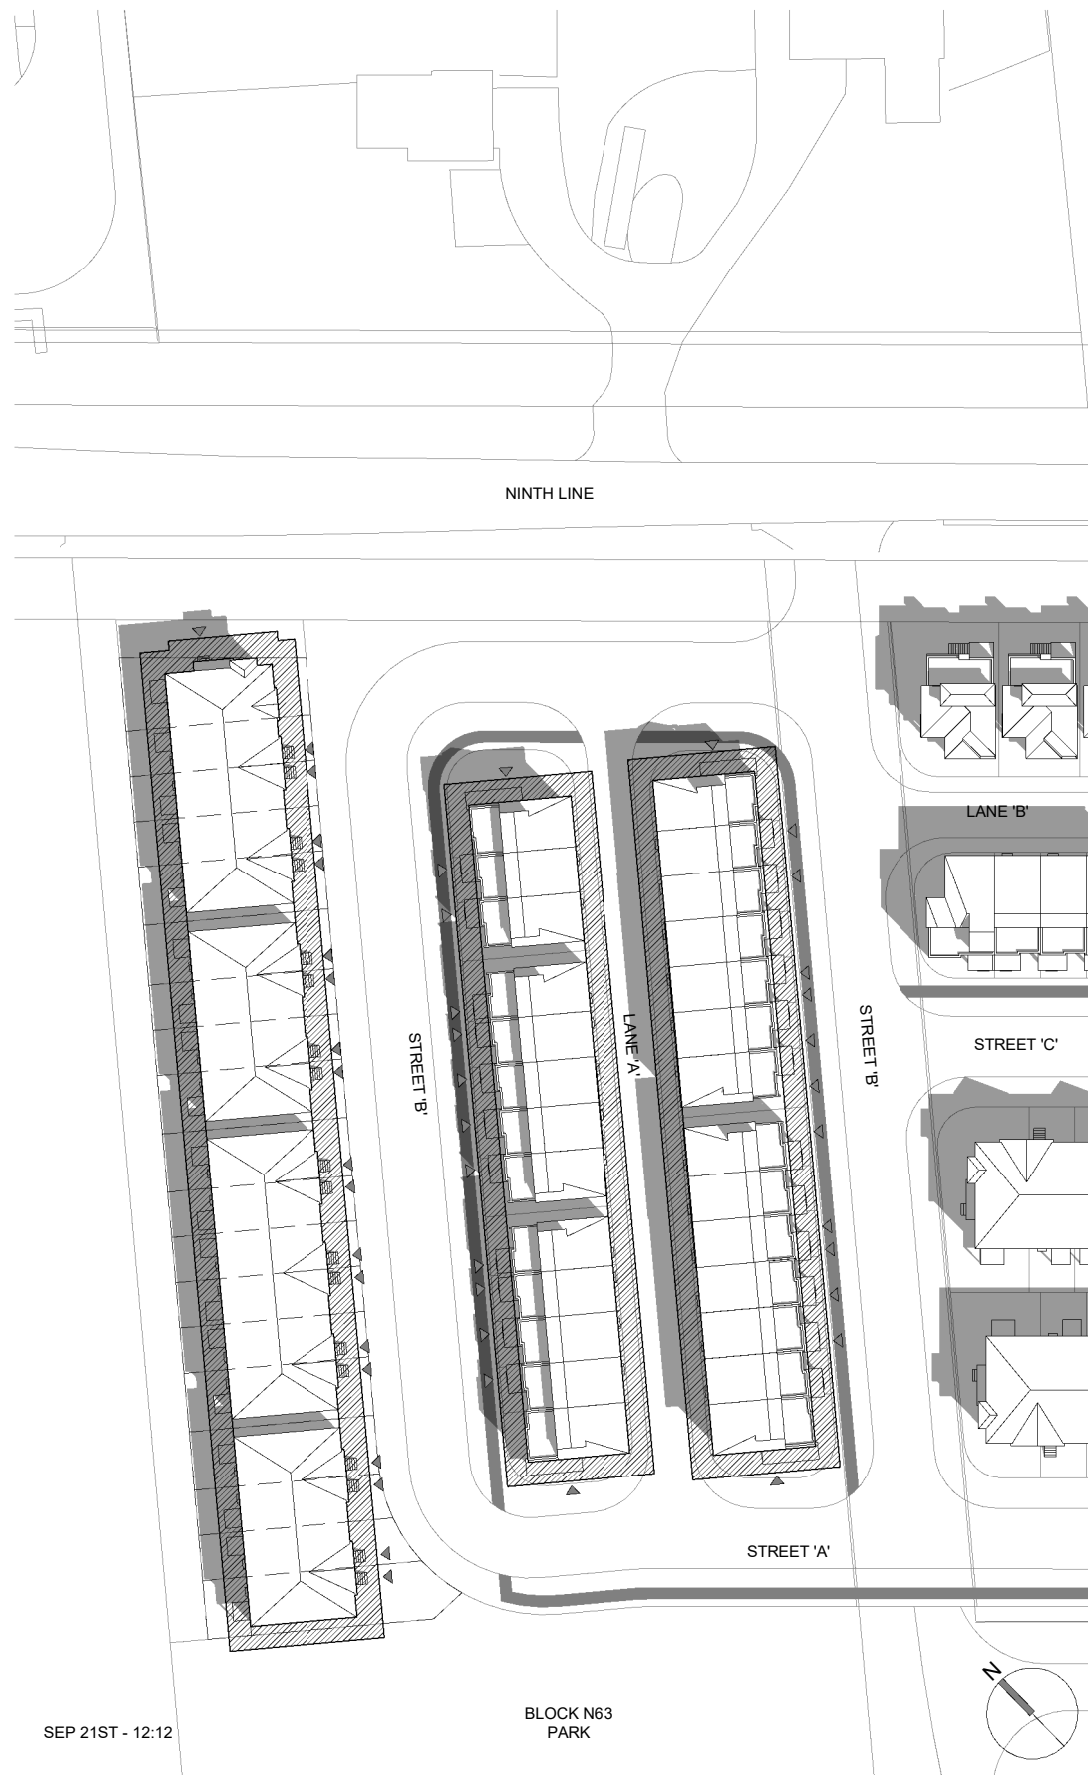 NINTH LINE
LANE 'B'
STREET 'B'
LANE 'A'
STREET 'B'
STREET 'C'
STREET 'A'
N
BLOCK N63
PARK
SEP 21ST - 12:12